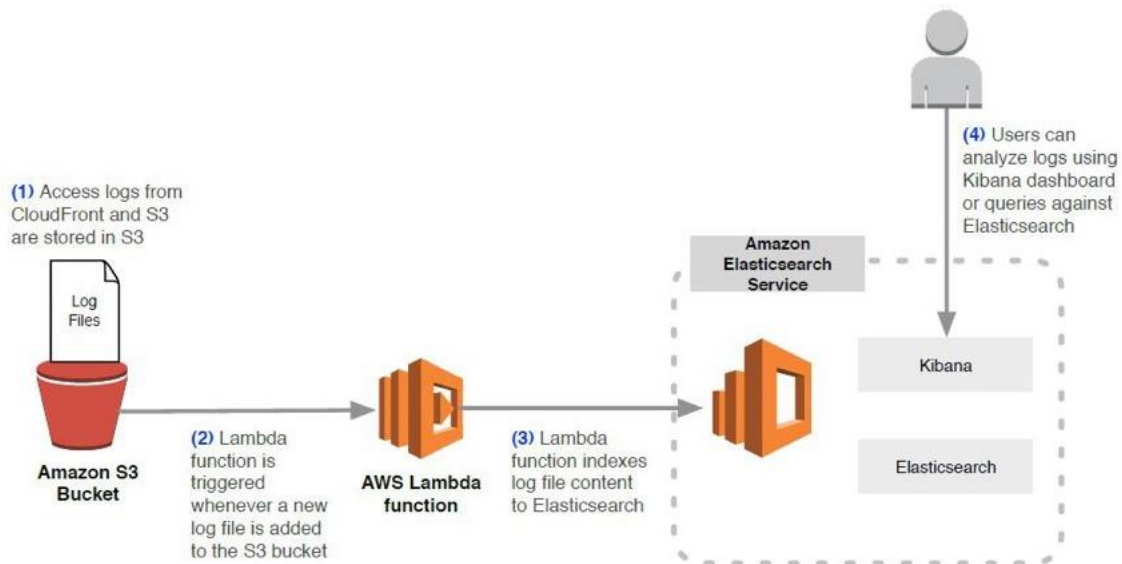 (1) Access logs from
CloudFront and S3
are stored in S3
Log
Files
Amazon S3
Bucket
(2) Lambda
function is
triggered
whenever a new
log file is added
to the S3 bucket
AWS Lambda
function
(3) Lambda
function indexes
log file content
to Elasticsearch
Amazon
Elasticsearch
Service
(4) Users can
analyze logs using
Kibana dashboard
or queries against
Elasticsearch
Kibana
Elasticsearch